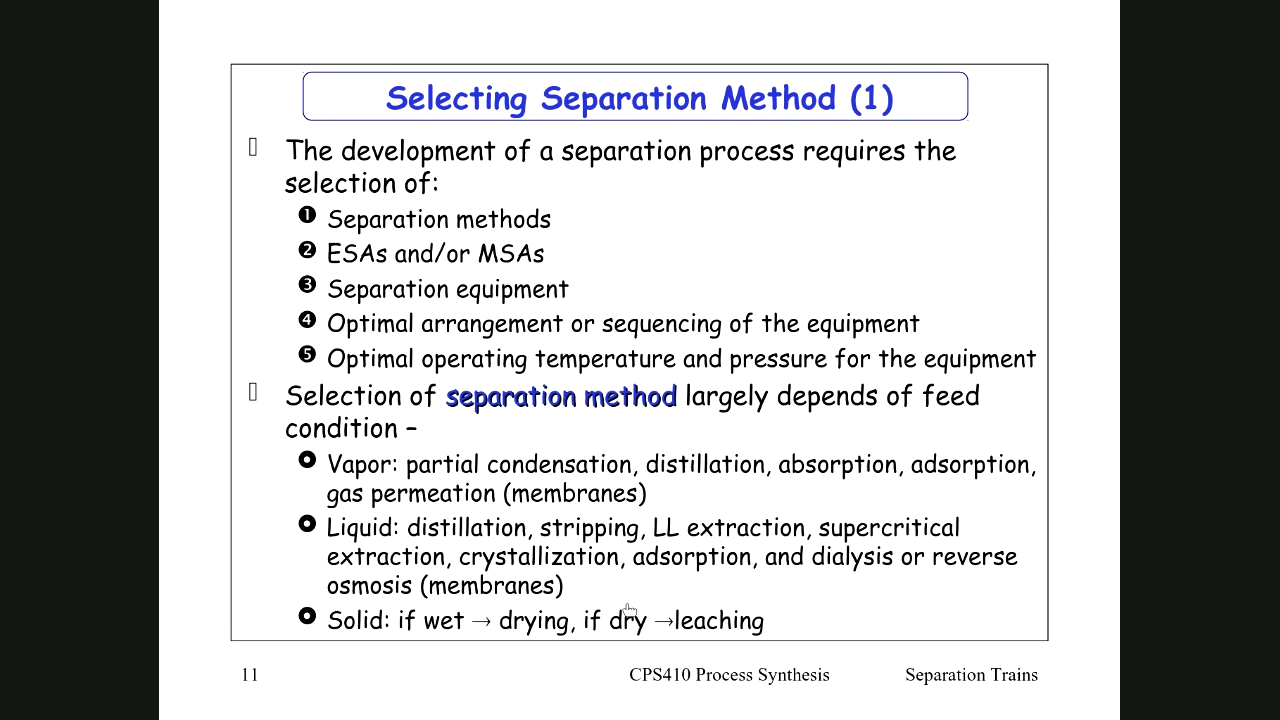 Selecting Separation Method (1)
The development of a separation process requires the
selection of:
❶ Separation methods
❷ ESAs and/or MSAs
❸ Separation equipment
❹ Optimal arrangement or sequencing of the equipment
❺ Optimal operating temperature and pressure for the equipment
Selection of separation method largely depends of feed
condition –
Vapor: partial condensation, distillation, absorption, adsorption,
gas permeation (membranes)
Liquid: distillation, stripping, LL extraction, supercritical
extraction, crystallization, adsorption, and dialysis or reverse
osmosis (membranes)
Solid: if wet → drying, if dry →leaching
11 CPS410 Process Synthesis Separation Trains